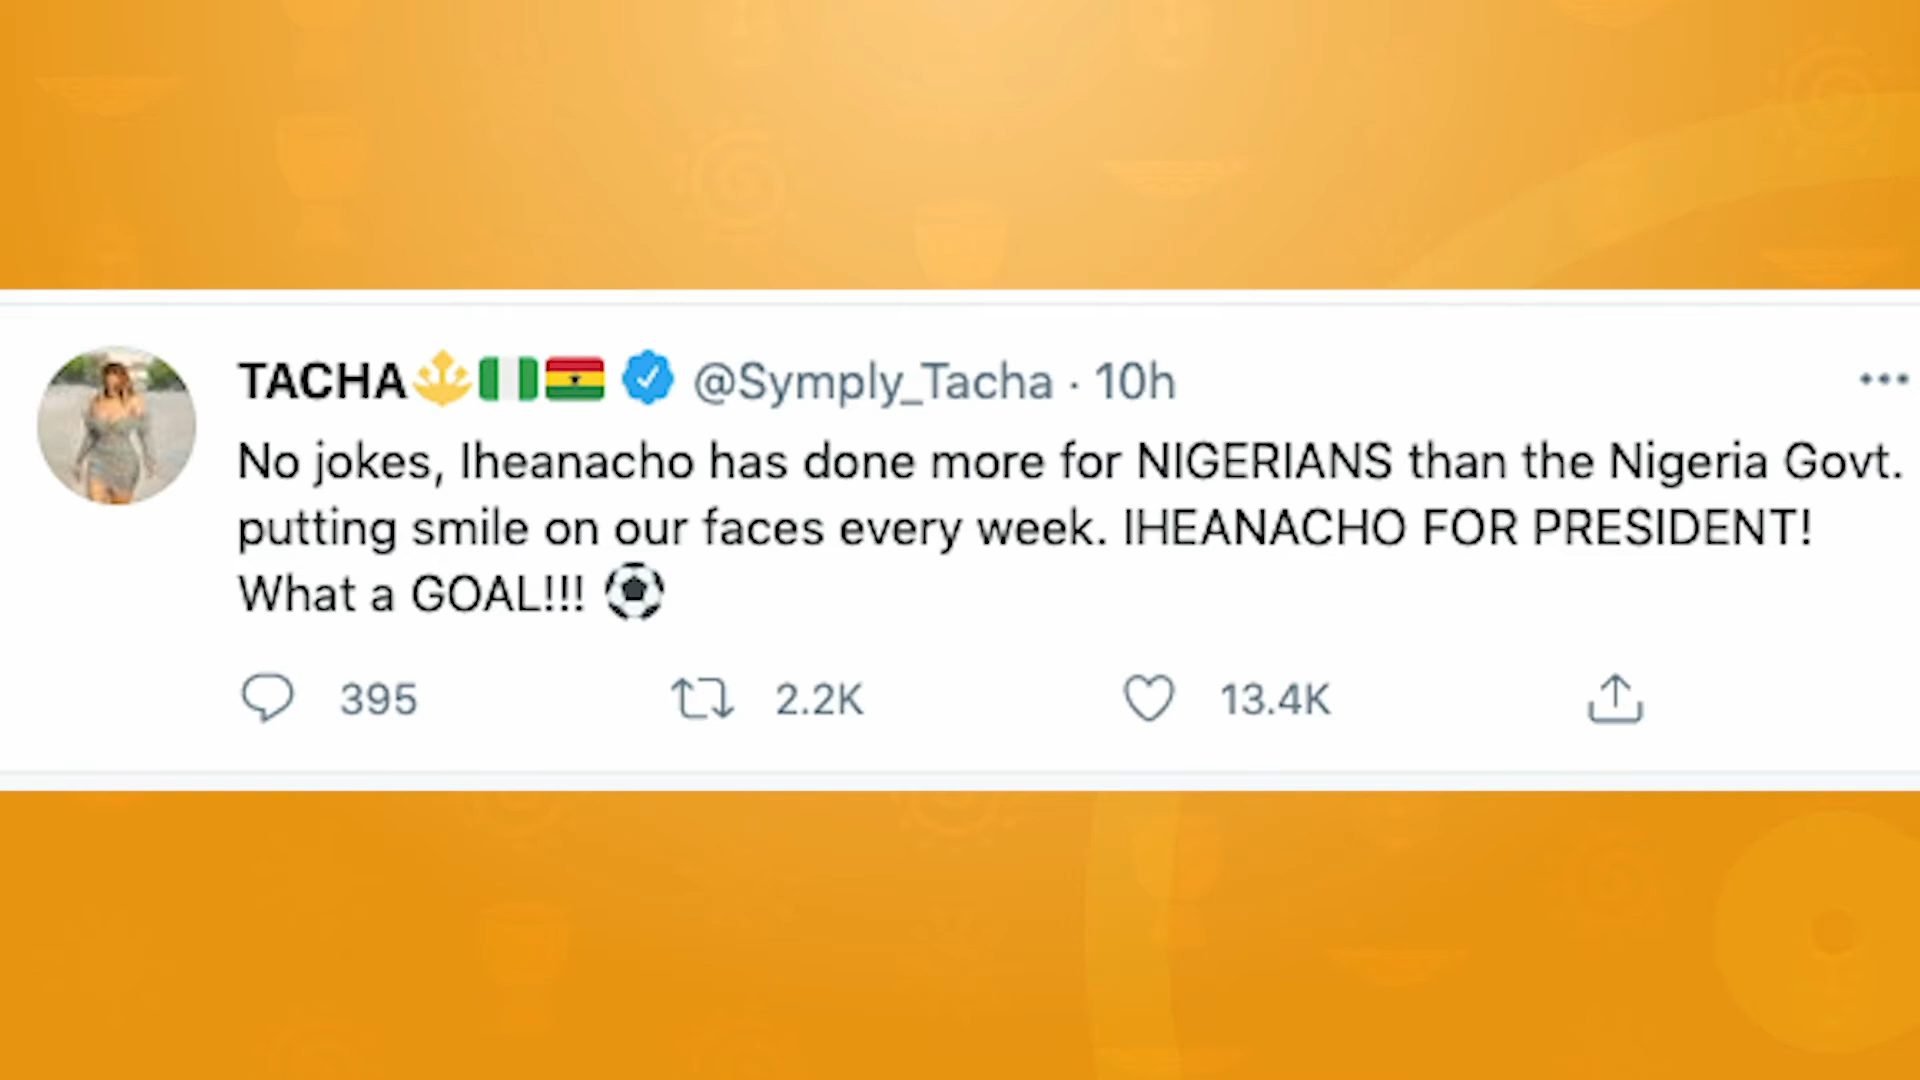 TACHA🔱🇳🇬🇬🇭 @Symply_Tacha · 10h
No jokes, Iheanacho has done more for NIGERIANS than the Nigeria Govt.
putting smile on our faces every week. IHEANACHO FOR PRESIDENT!
What a GOAL!!! ⚽
395 2.2K 13.4K